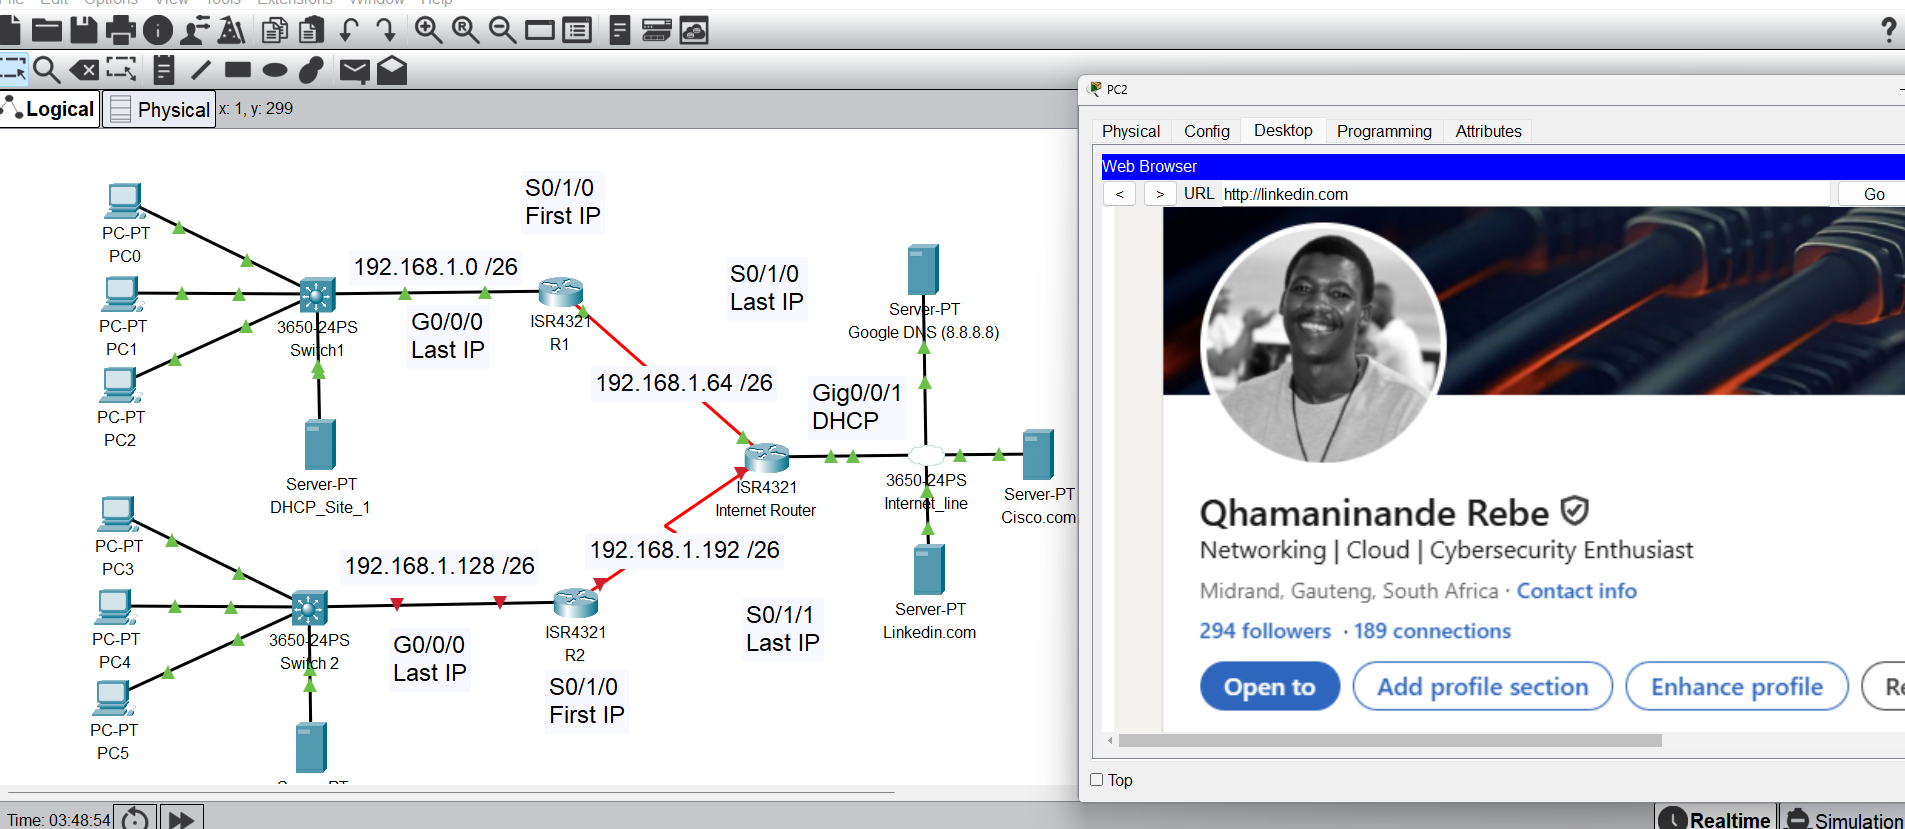 File Edit Options View Tools Extensions Window Help
Logical
Physical
x: 1, y: 299
S0/1/0
First IP
PC-PT
PC0
192.168.1.0 /26
S0/1/0
Last IP
PC-PT
PC1
3650-24PS
Switch1
G0/0/0
Last IP
ISR4321
R1
Server-PT
Google DNS (8.8.8.8)
192.168.1.64 /26
Gig0/0/1
DHCP
PC-PT
PC2
Server-PT
DHCP_Site_1
ISR4321
Internet Router
3650-24PS
Internet_line
Server-PT
Cisco.com
PC-PT
PC3
192.168.1.128 /26
192.168.1.192 /26
PC-PT
PC4
3650-24PS
Switch 2
G0/0/0
Last IP
ISR4321
R2
S0/1/1
Last IP
Server-PT
Linkedin.com
S0/1/0
First IP
PC-PT
PC5
Time: 03:48:54
PC2
Physical
Config
Desktop
Programming
Attributes
Web Browser
<
>
URL
http://linkedin.com
Go
Qhamaninande Rebe
Networking | Cloud | Cybersecurity Enthusiast
Midrand, Gauteng, South Africa · Contact info
294 followers · 189 connections
Open to
Add profile section
Enhance profile
Re
Top
Realtime
Simulation